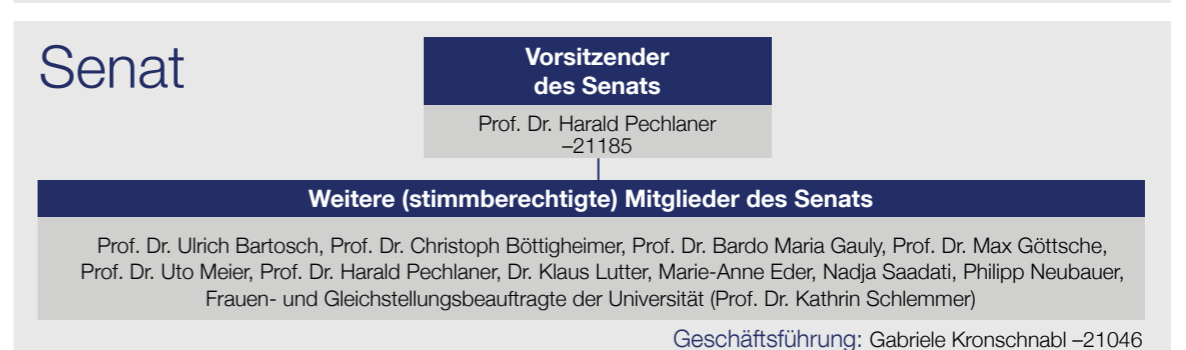 Senat
Vorsitzender
des Senats
Prof. Dr. Harald Pechlaner
–21185
Weitere (stimmberechtigte) Mitglieder des Senats
Prof. Dr. Ulrich Bartosch, Prof. Dr. Christoph Böttigheimer, Prof. Dr. Bardo Maria Gauly, Prof. Dr. Max Göttsche,
Prof. Dr. Uto Meier, Prof. Dr. Harald Pechlaner, Dr. Klaus Lutter, Marie-Anne Eder, Nadja Saadati, Philipp Neubauer,
Frauen- und Gleichstellungsbeauftragte der Universität (Prof. Dr. Kathrin Schlemmer)
Geschäftsführung: Gabriele Kronschnabl –21046